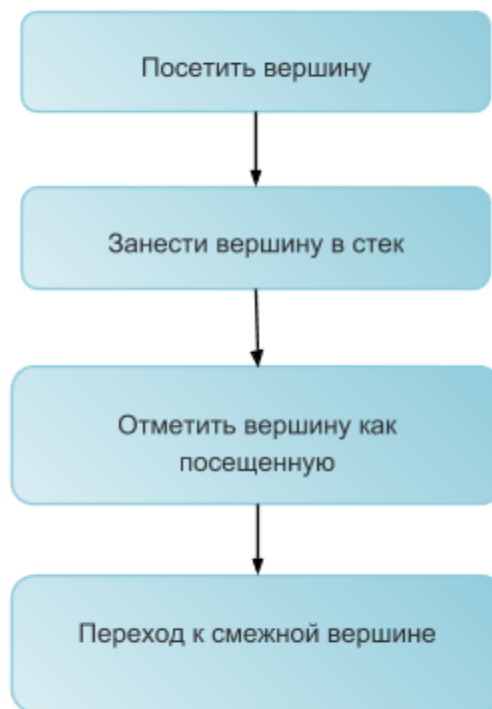 Посетить вершину
Занести вершину в стек
Отметить вершину как
посещенную
Переход к смежной вершине